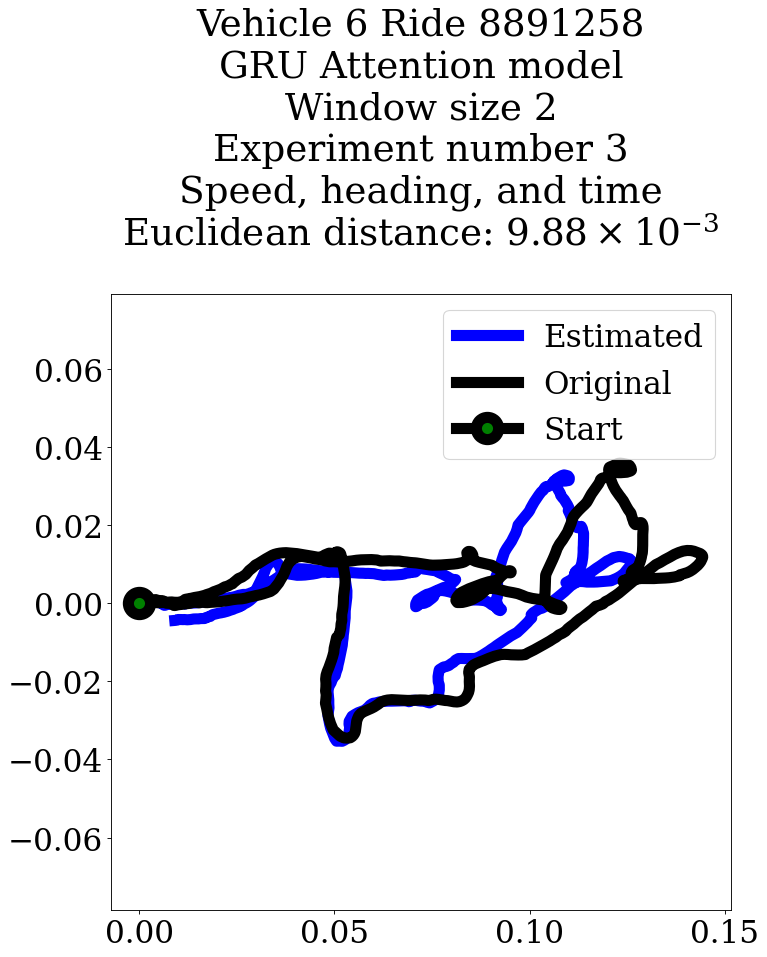 Vehicle 6 Ride 8891258
GRU Attention model
Window size 2
Experiment number 3
Speed, heading, and time
Euclidean distance: 9.88 × 10⁻³
Estimated
Original
Start
0.06
0.04
0.02
0.00
−0.02
−0.04
−0.06
0.00 0.05 0.10 0.15